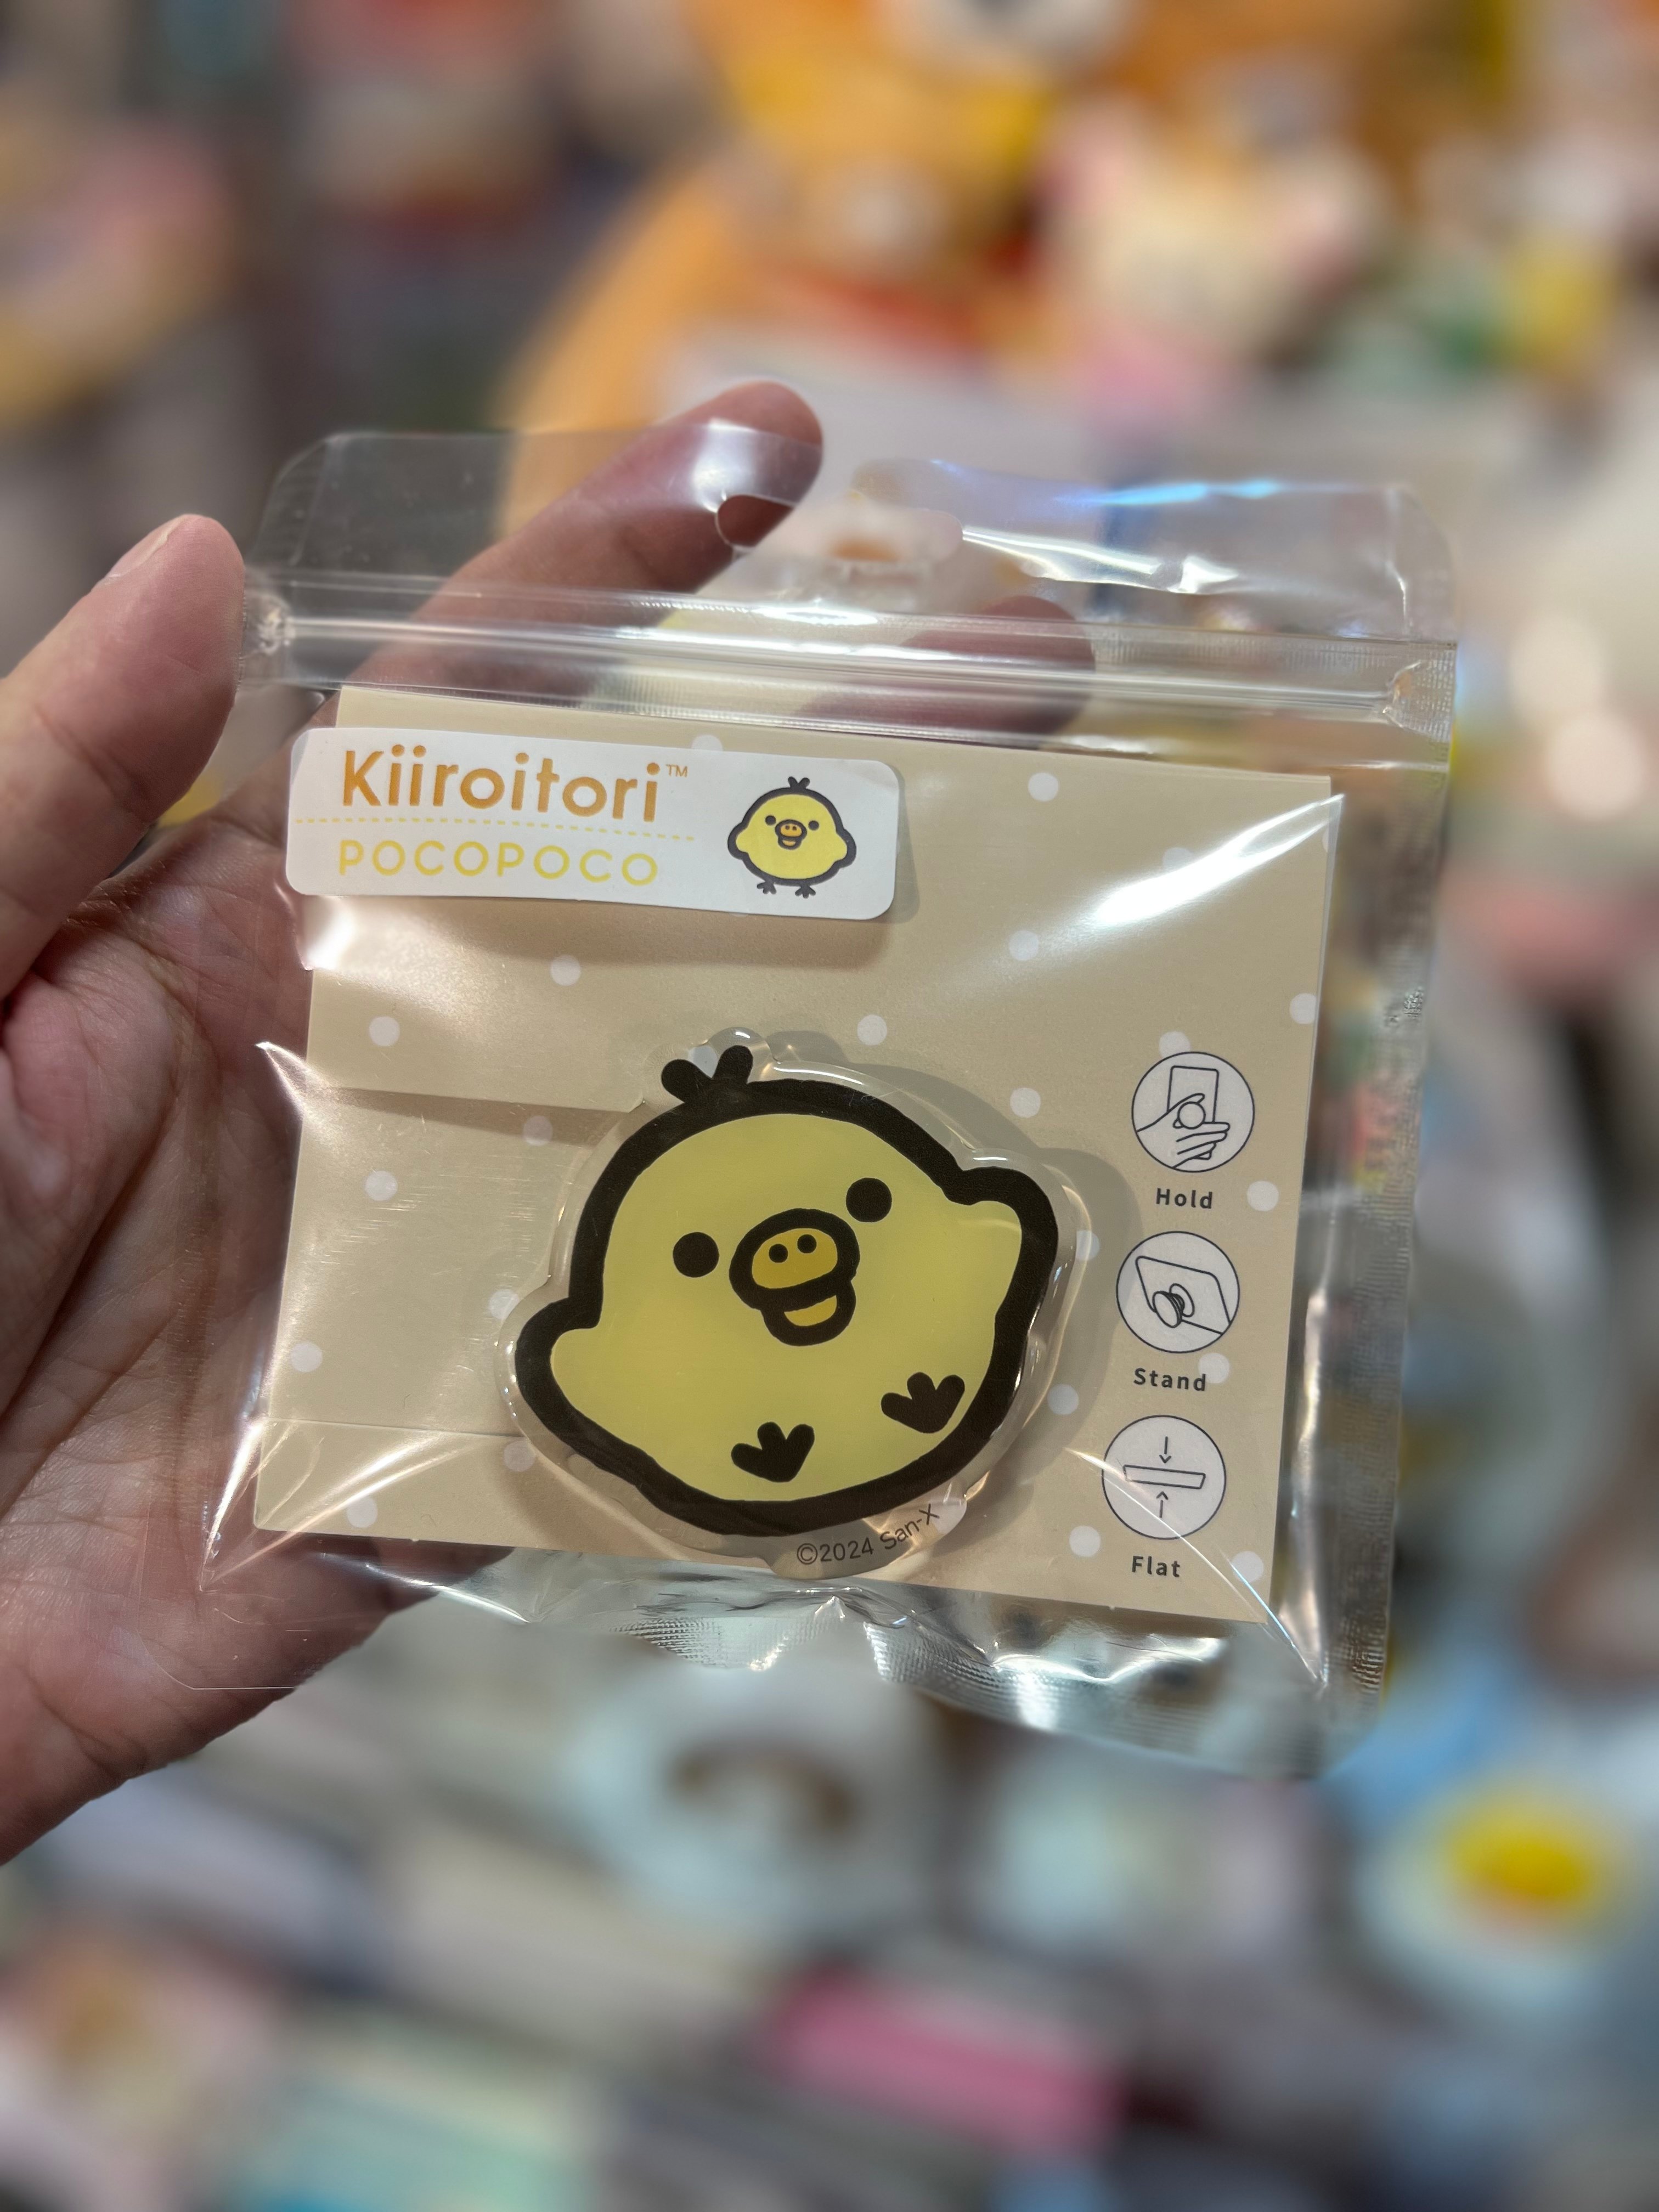 Kiiroitori™
POCOPOCO
Hold
Stand
Flat
©2024 San-X